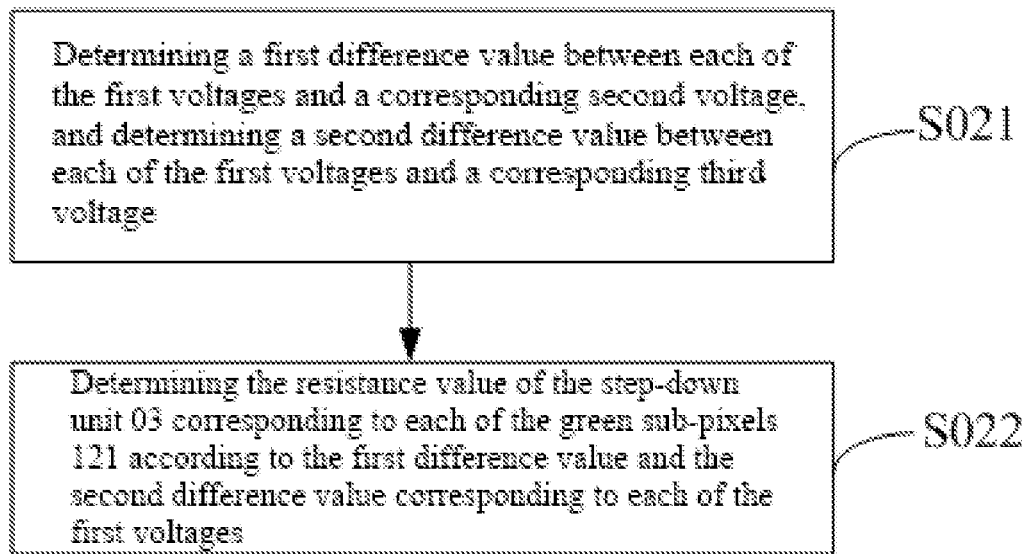 Determining a first difference value between each of
the first voltages and a corresponding second voltage,
and determining a second difference value between
each of the first voltages and a corresponding third
voltage
S021
Determining the resistance value of the step-down
unit 03 corresponding to each of the green sub-pixels
121 according to the first difference value and the
second difference value corresponding to each of the
first voltages
S022